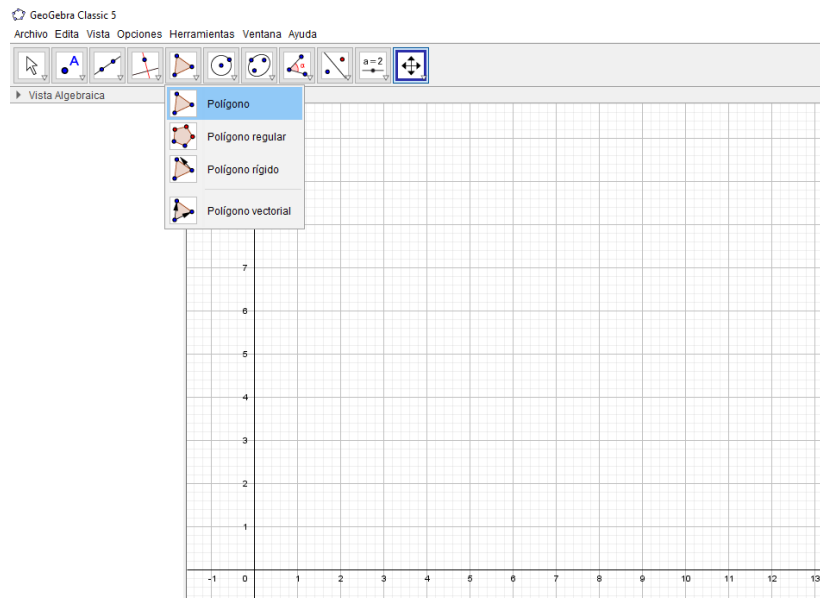 GeoGebra Classic 5
Archivo Edita Vista Opciones Herramientas Ventana Ayuda
A
α
a=2
Vista Algebraica
Polígono
Polígono regular
Polígono rígido
Polígono vectorial
7
6
5
4
3
2
1
-1 0 1 2 3 4 5 6 7 8 9 10 11 12 13